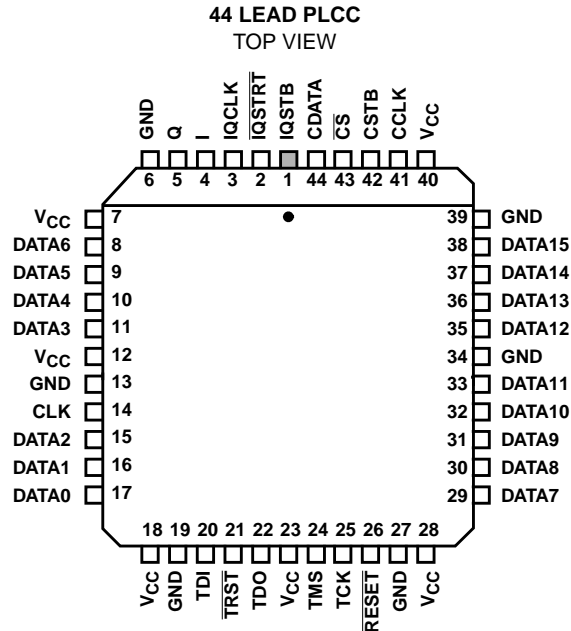 44 LEAD PLCC
TOP VIEW
GND Q I IQCLK I̅Q̅S̅T̅R̅T̅ IQSTB CDATA C̅S̅ CSTB CCLK VCC
6 5 4 3 2 1 44 43 42 41 40
VCC 7 39 GND
DATA6 8 38 DATA15
DATA5 9 37 DATA14
DATA4 10 36 DATA13
DATA3 11 35 DATA12
VCC 12 34 GND
GND 13 33 DATA11
CLK 14 32 DATA10
DATA2 15 31 DATA9
DATA1 16 30 DATA8
DATA0 17 29 DATA7
18 19 20 21 22 23 24 25 26 27 28
VCC GND TDI T̅R̅S̅T̅ TDO VCC TMS TCK R̅E̅S̅E̅T̅ GND VCC